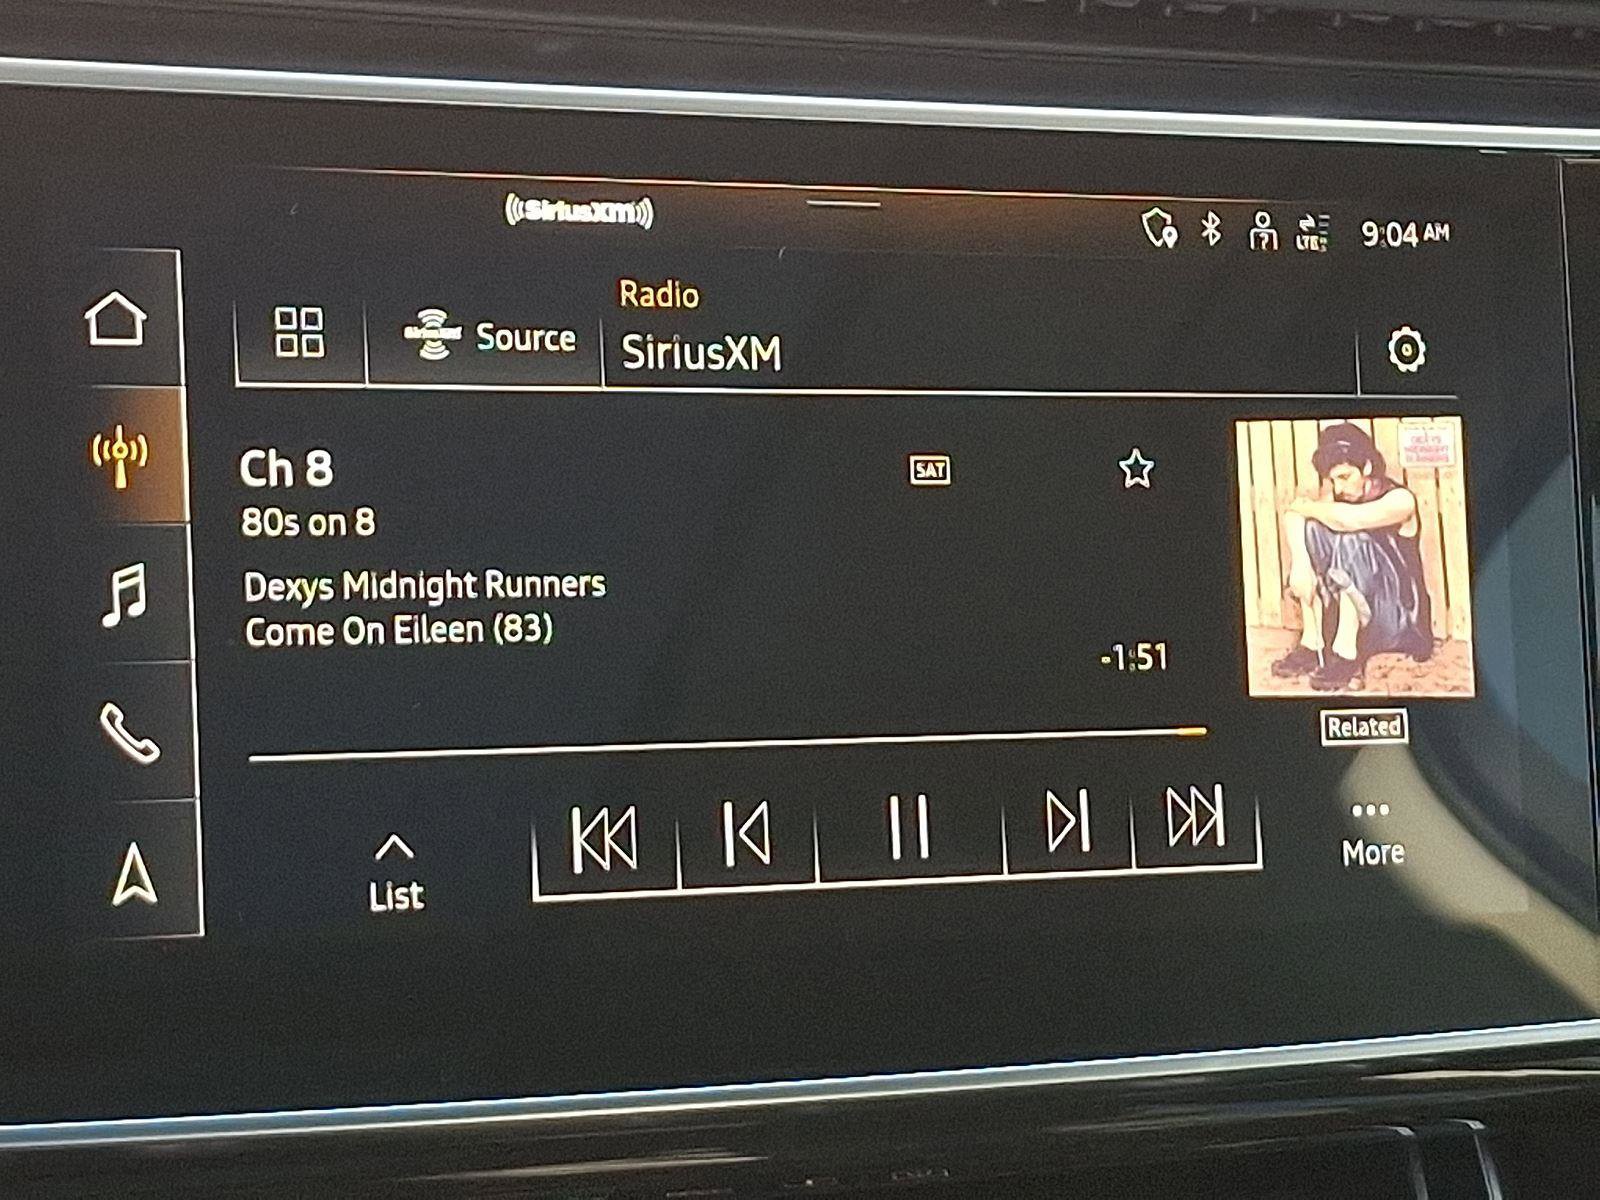 SiriusXM
LTE
9:04 AM
Radio
Source
SiriusXM
Ch 8
SAT
80s on 8
Dexys Midnight Runners
Come On Eileen (83)
-1:51
Related
List
More